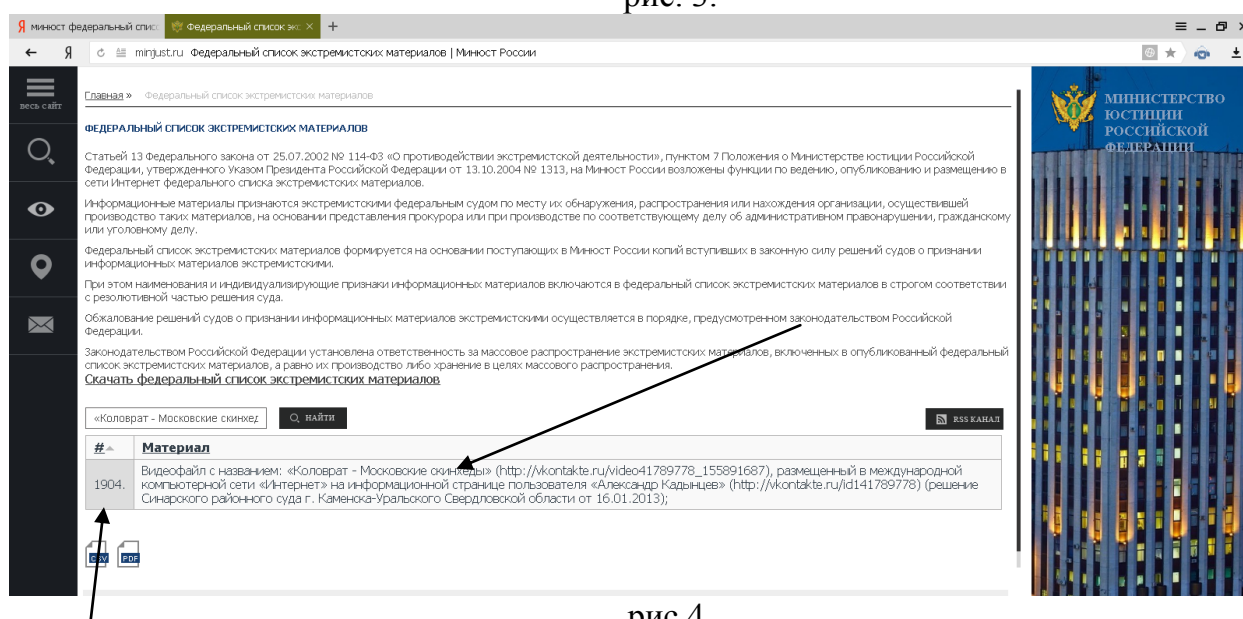 рис. 3.
Я минюст федеральный спис
Федеральный список экс
minjust.ru Федеральный список экстремистских материалов | Минюст России
весь сайт
Главная » Федеральный список экстремистских материалов
МИНИСТЕРСТВО
ЮСТИЦИИ
РОССИЙСКОЙ
ФЕДЕРАЦИИ
ФЕДЕРАЛЬНЫЙ СПИСОК ЭКСТРЕМИСТСКИХ МАТЕРИАЛОВ
Статьей 13 Федерального закона от 25.07.2002 № 114-ФЗ «О противодействии экстремистской деятельности», пунктом 7 Положения о Министерстве юстиции Российской
Федерации, утвержденного Указом Президента Российской Федерации от 13.10.2004 № 1313, на Минюст России возложены функции по ведению, опубликованию и размещению в
сети Интернет федерального списка экстремистских материалов.
Информационные материалы признаются экстремистскими федеральным судом по месту их обнаружения, распространения или нахождения организации, осуществившей
производство таких материалов, на основании представления прокурора или при производстве по соответствующему делу об административном правонарушении, гражданскому
или уголовному делу.
Федеральный список экстремистских материалов формируется на основании поступающих в Минюст России копий вступивших в законную силу решений судов о признании
информационных материалов экстремистскими.
При этом наименования и индивидуализирующие признаки информационных материалов включаются в федеральный список экстремистских материалов в строгом соответствии
с резолютивной частью решения суда.
Обжалование решений судов о признании информационных материалов экстремистскими осуществляется в порядке, предусмотренном законодательством Российской
Федерации.
Законодательством Российской Федерации установлена ответственность за массовое распространение экстремистских материалов, включенных в опубликованный федеральный
список экстремистских материалов, а равно их производство либо хранение в целях массового распространения.
Скачать федеральный список экстремистских материалов
«Коловрат - Московские скинхед
НАЙТИ
RSS КАНАЛ
# Материал
1904. Видеофайл с названием: «Коловрат - Московские скинхеды» (http://vkontakte.ru/video41789778_155891687), размещенный в международной
компьютерной сети «Интернет» на информационной странице пользователя «Александр Кадынцев» (http://vkontakte.ru/id141789778) (решение
Синарского районного суда г. Каменска-Уральского Свердловской области от 16.01.2013);
CSV PDF
рис 4